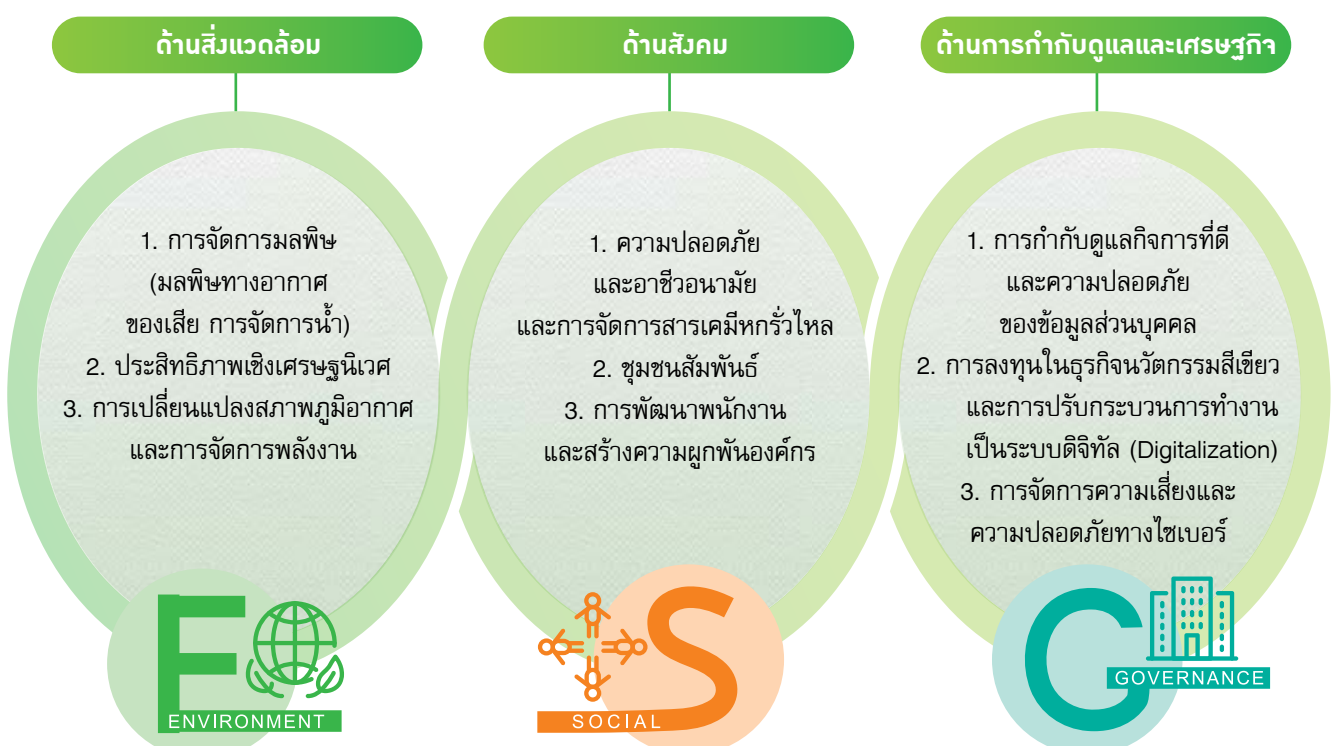 ด้านสิ่งแวดล้อม
1. การจัดการมลพิษ
(มลพิษทางอากาศ
ของเสีย การจัดการน้ำ)
2. ประสิทธิภาพเชิงเศรษฐนิเวศ
3. การเปลี่ยนแปลงสภาพภูมิอากาศ
และการจัดการพลังงาน
E
ENVIRONMENT
ด้านสังคม
1. ความปลอดภัย
และอาชีวอนามัย
และการจัดการสารเคมีหกรั่วไหล
2. ชุมชนสัมพันธ์
3. การพัฒนาพนักงาน
และสร้างความผูกพันองค์กร
S
SOCIAL
ด้านการกำกับดูแลและเศรษฐกิจ
1. การกำกับดูแลกิจการที่ดี
และความปลอดภัย
ของข้อมูลส่วนบุคคล
2. การลงทุนในธุรกิจนวัตกรรมสีเขียว
และการปรับกระบวนการทำงาน
เป็นระบบดิจิทัล (Digitalization)
3. การจัดการความเสี่ยงและ
ความปลอดภัยทางไซเบอร์
G
GOVERNANCE